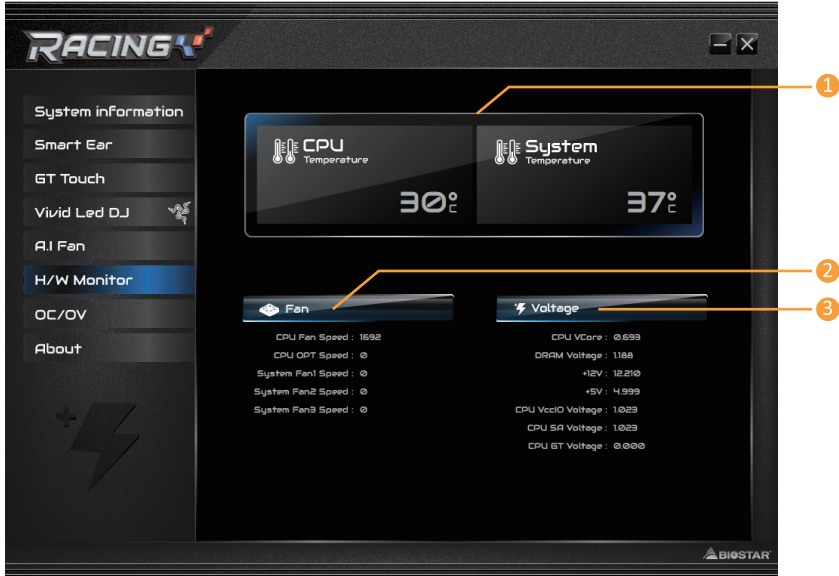 RACING
1
System information
Smart Ear
GT Touch
Vivid Led DJ
A.I Fan
H/W Monitor
OC/OV
About
CPU
Temperature
30°C
System
Temperature
37°C
2
Fan
CPU Fan Speed : 1692
CPU OPT Speed : 0
System Fan1 Speed : 0
System Fan2 Speed : 0
System Fan3 Speed : 0
3
Voltage
CPU VCore : 0.693
DRAM Voltage : 1.188
+12V : 12.210
+5V : 4.999
CPU VccIO Voltage : 1.023
CPU SA Voltage : 1.023
CPU GT Voltage : 0.000
BIOSTAR